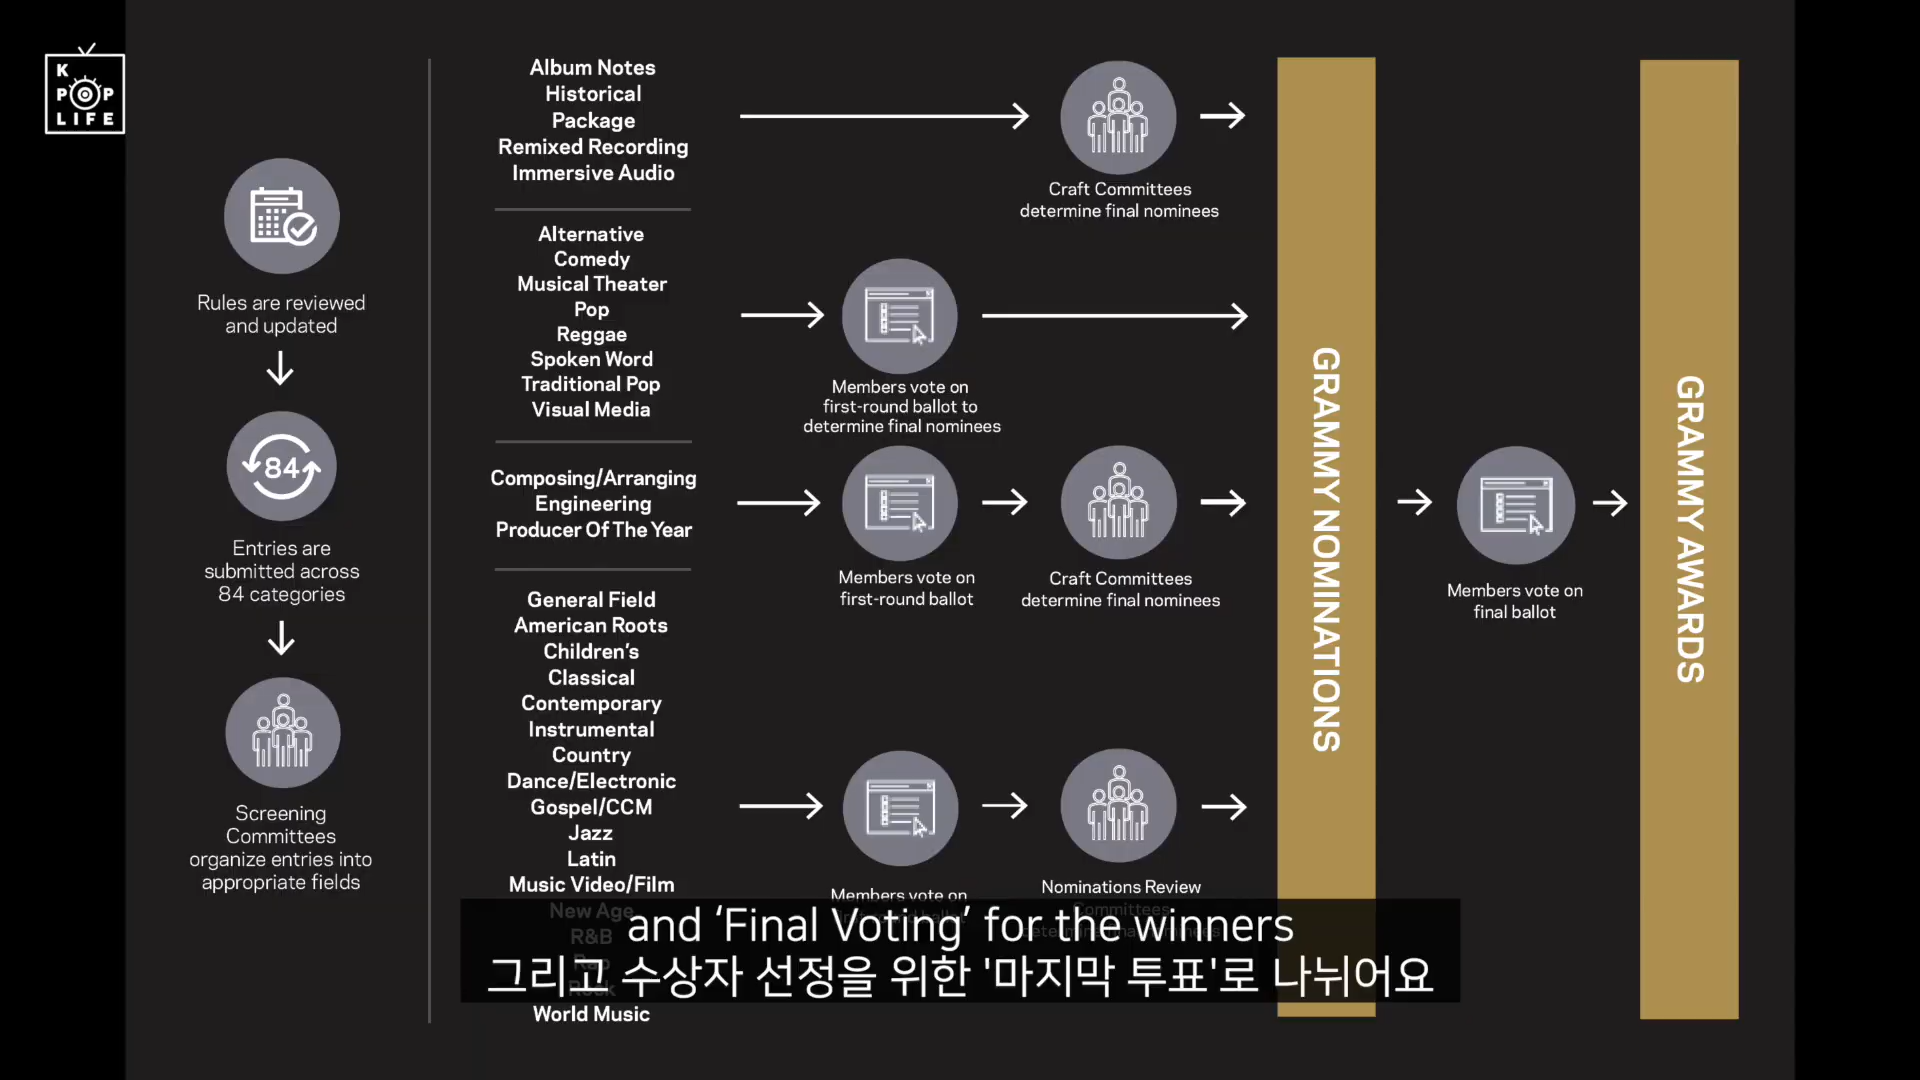 K
POP
LIFE
Rules are reviewed
and updated
84
Entries are
submitted across
84 categories
Screening
Committees
organize entries into
appropriate fields
Album Notes
Historical
Package
Remixed Recording
Immersive Audio
Craft Committees
determine final nominees
Alternative
Comedy
Musical Theater
Pop
Reggae
Spoken Word
Traditional Pop
Visual Media
Members vote on
first-round ballot to
determine final nominees
Composing/Arranging
Engineering
Producer Of The Year
Members vote on
first-round ballot
Craft Committees
determine final nominees
General Field
American Roots
Children's
Classical
Contemporary
Instrumental
Country
Dance/Electronic
Gospel/CCM
Jazz
Latin
Music Video/Film
New Age
R&B
Rap
Rock
World Music
Members vote on
Nominations Review
Committees
GRAMMY NOMINATIONS
Members vote on
final ballot
GRAMMY AWARDS
and ‘Final Voting’ for the winners
그리고 수상자 선정을 위한 '마지막 투표'로 나뉘어요